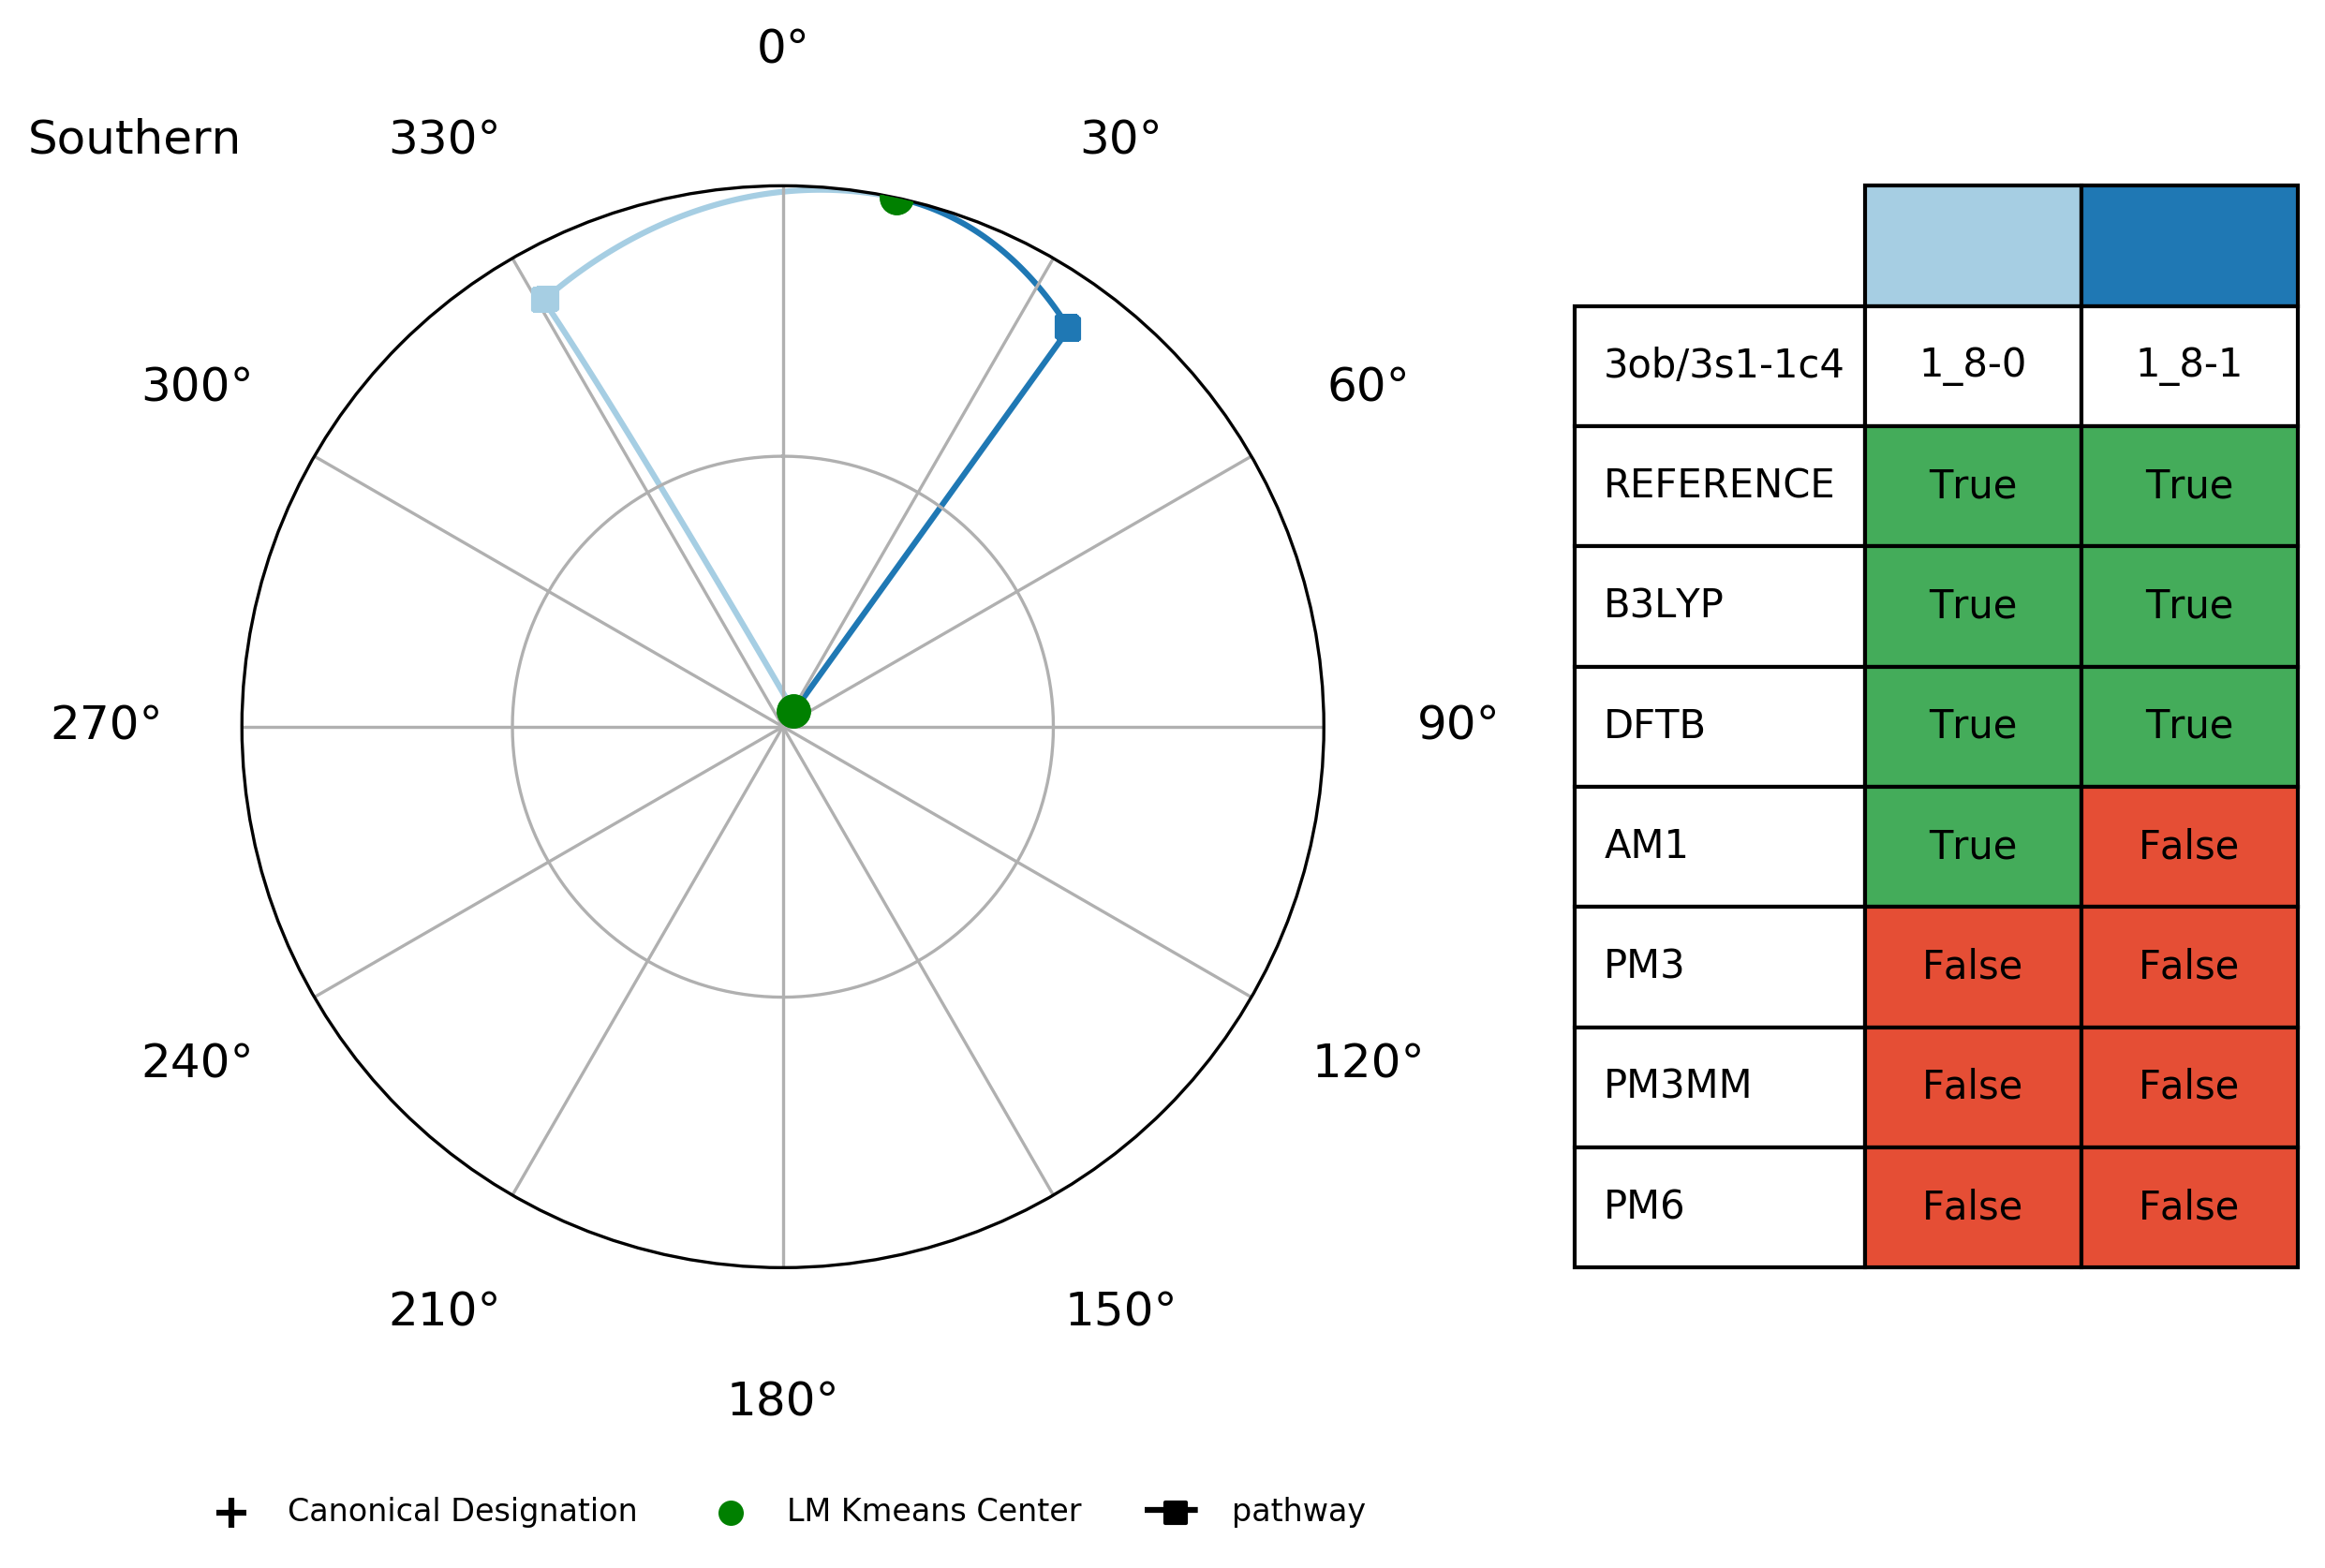 0°
Southern 330° 30°
300° 60°
270° 90°
240° 120°
210° 150°
180°
3ob/3s1-1c4 1_8-0 1_8-1
REFERENCE True True
B3LYP True True
DFTB True True
AM1 True False
PM3 False False
PM3MM False False
PM6 False False
Canonical Designation LM Kmeans Center pathway